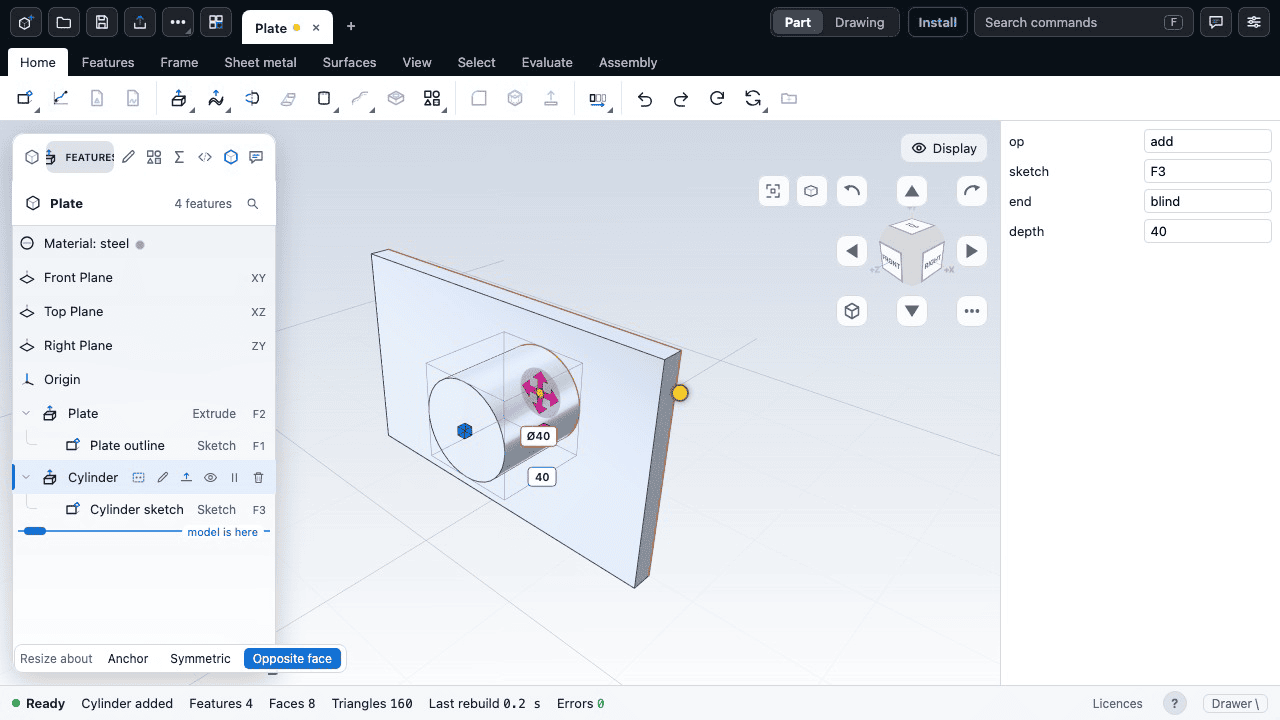 Plate
Part
Drawing
Install
Search commands
F
Home
Features
Frame
Sheet metal
Surfaces
View
Select
Evaluate
Assembly
FEATURES
Plate
4 features
Material: steel
Front Plane
XY
Top Plane
XZ
Right Plane
ZY
Origin
Plate
Extrude
F2
Plate outline
Sketch
F1
Cylinder
Cylinder sketch
Sketch
F3
model is here
Resize about
Anchor
Symmetric
Opposite face
Ø40
40
Display
TOP
FRONT
RIGHT
+Z
+X
op
add
sketch
F3
end
blind
depth
40
Ready
Cylinder added
Features 4
Faces 8
Triangles 160
Last rebuild 0.2 s
Errors 0
Licences
?
Drawer \